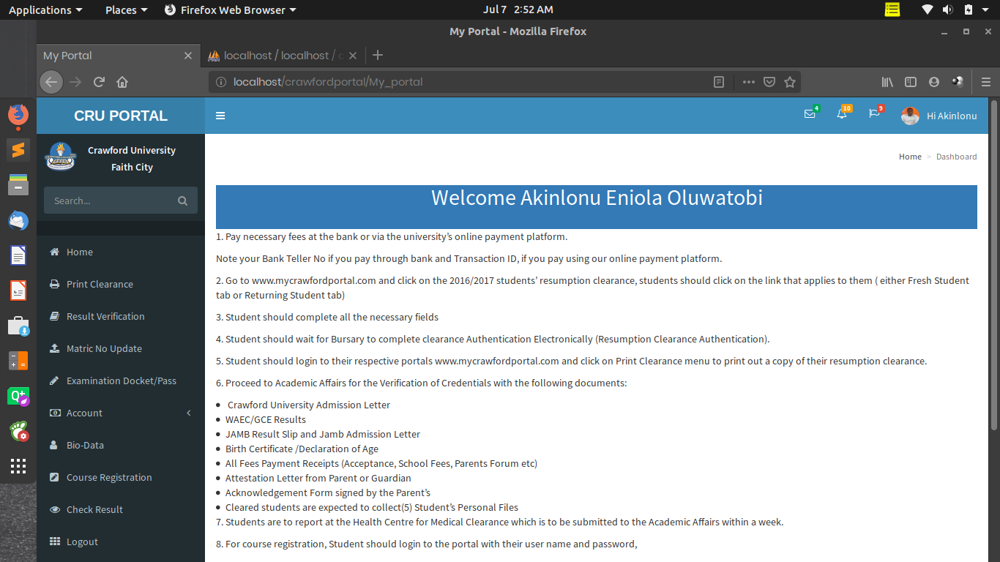 Applications
Places
Firefox Web Browser
Jul 7 2:52 AM
My Portal - Mozilla Firefox
My Portal
localhost / localhost / c
localhost/crawfordportal/My_portal
CRU PORTAL
4
10
9
Hi Akinlonu
Crawford University
Faith City
Search...
Home
Print Clearance
Result Verification
Matric No Update
Examination Docket/Pass
Account
Bio-Data
Course Registration
Check Result
Logout
Home > Dashboard
Welcome Akinlonu Eniola Oluwatobi
1. Pay necessary fees at the bank or via the university’s online payment platform.
Note your Bank Teller No if you pay through bank and Transaction ID, if you pay using our online payment platform.
2. Go to www.mycrawfordportal.com and click on the 2016/2017 students’ resumption clearance, students should click on the link that applies to them ( either Fresh Student
tab or Returning Student tab)
3. Student should complete all the necessary fields
4. Student should wait for Bursary to complete clearance Authentication Electronically (Resumption Clearance Authentication).
5. Student should login to their respective portals www.mycrawfordportal.com and click on Print Clearance menu to print out a copy of their resumption clearance.
6. Proceed to Academic Affairs for the Verification of Credentials with the following documents:
● Crawford University Admission Letter
● WAEC/GCE Results
● JAMB Result Slip and Jamb Admission Letter
● Birth Certificate /Declaration of Age
● All Fees Payment Receipts (Acceptance, School Fees, Parents Forum etc)
● Attestation Letter from Parent or Guardian
● Acknowledgement Form signed by the Parent’s
● Cleared students are expected to collect(5) Student’s Personal Files
7. Students are to report at the Health Centre for Medical Clearance which is to be submitted to the Academic Affairs within a week.
8. For course registration, Student should login to the portal with their user name and password,